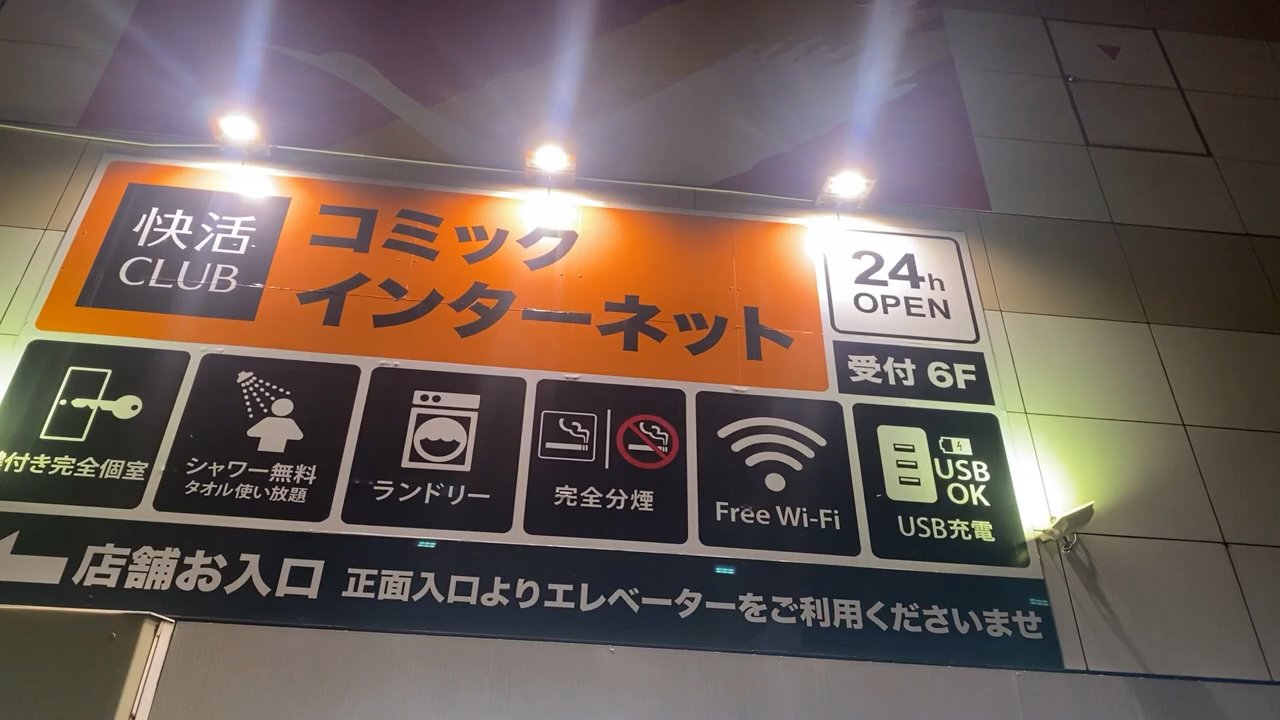 快活
CLUB
コミック
インターネット
24h
OPEN
受付 6F
付き完全個室
シャワー無料
タオル使い放題
ランドリー
完全分煙
Free Wi-Fi
USB
OK
USB充電
店舗お入口 正面入口よりエレベーターをご利用くださいませ